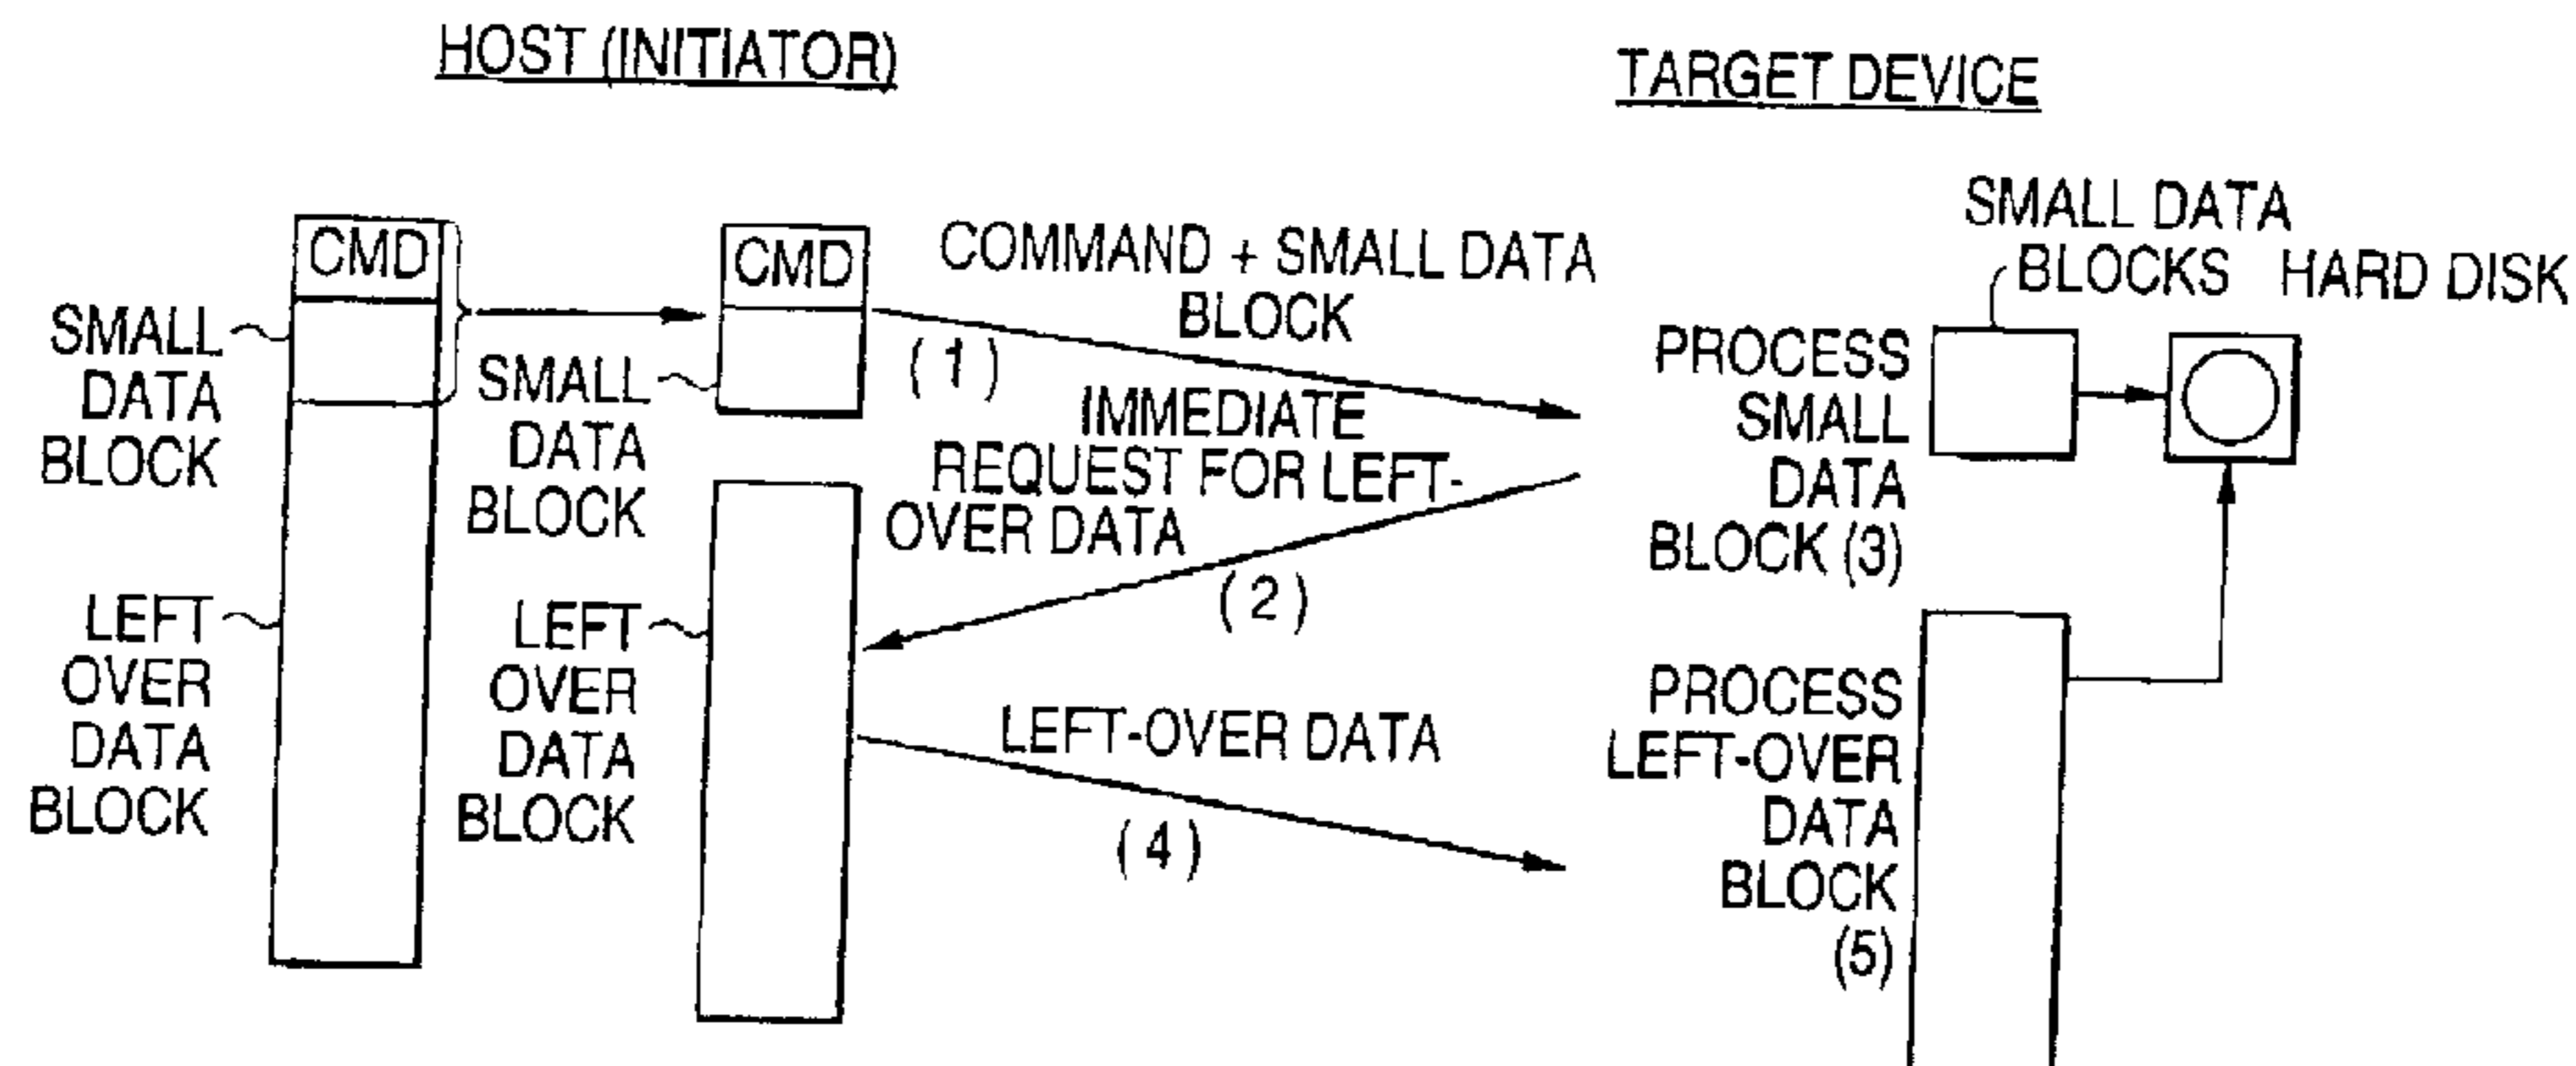 HOST (INITIATOR)
TARGET DEVICE
CMD
SMALL
DATA
BLOCK
LEFT
OVER
DATA
BLOCK
CMD
SMALL
DATA
BLOCK
LEFT
OVER
DATA
BLOCK
COMMAND + SMALL DATA
BLOCK
(1)
IMMEDIATE
REQUEST FOR LEFT-
OVER DATA
(2)
LEFT-OVER DATA
(4)
SMALL DATA
BLOCKS
HARD DISK
PROCESS
SMALL
DATA
BLOCK (3)
PROCESS
LEFT-OVER
DATA
BLOCK
(5)